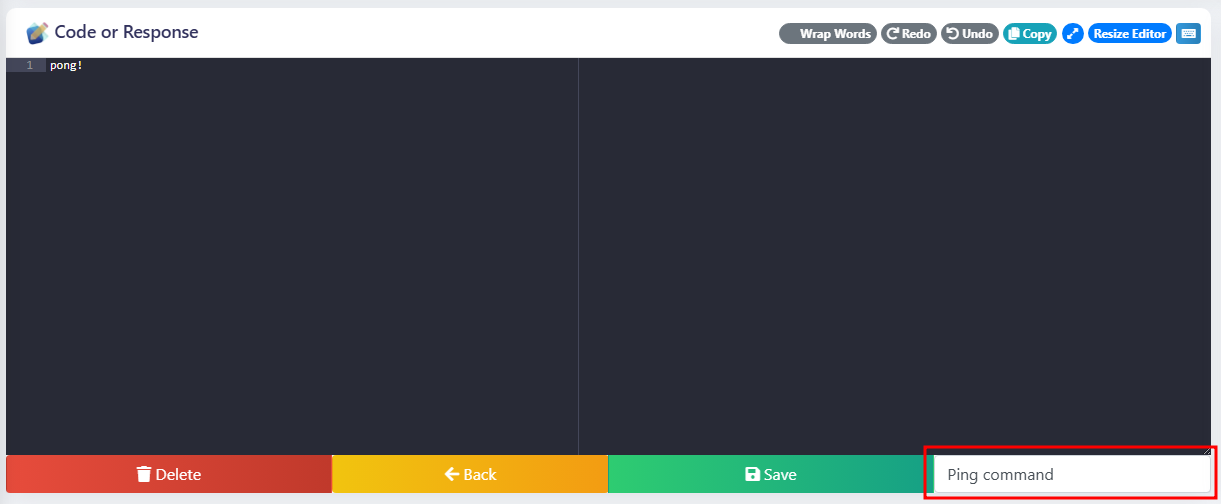 Code or Response
Wrap Words Redo Undo Copy Resize Editor
1 pong!
Delete Back Save Ping command